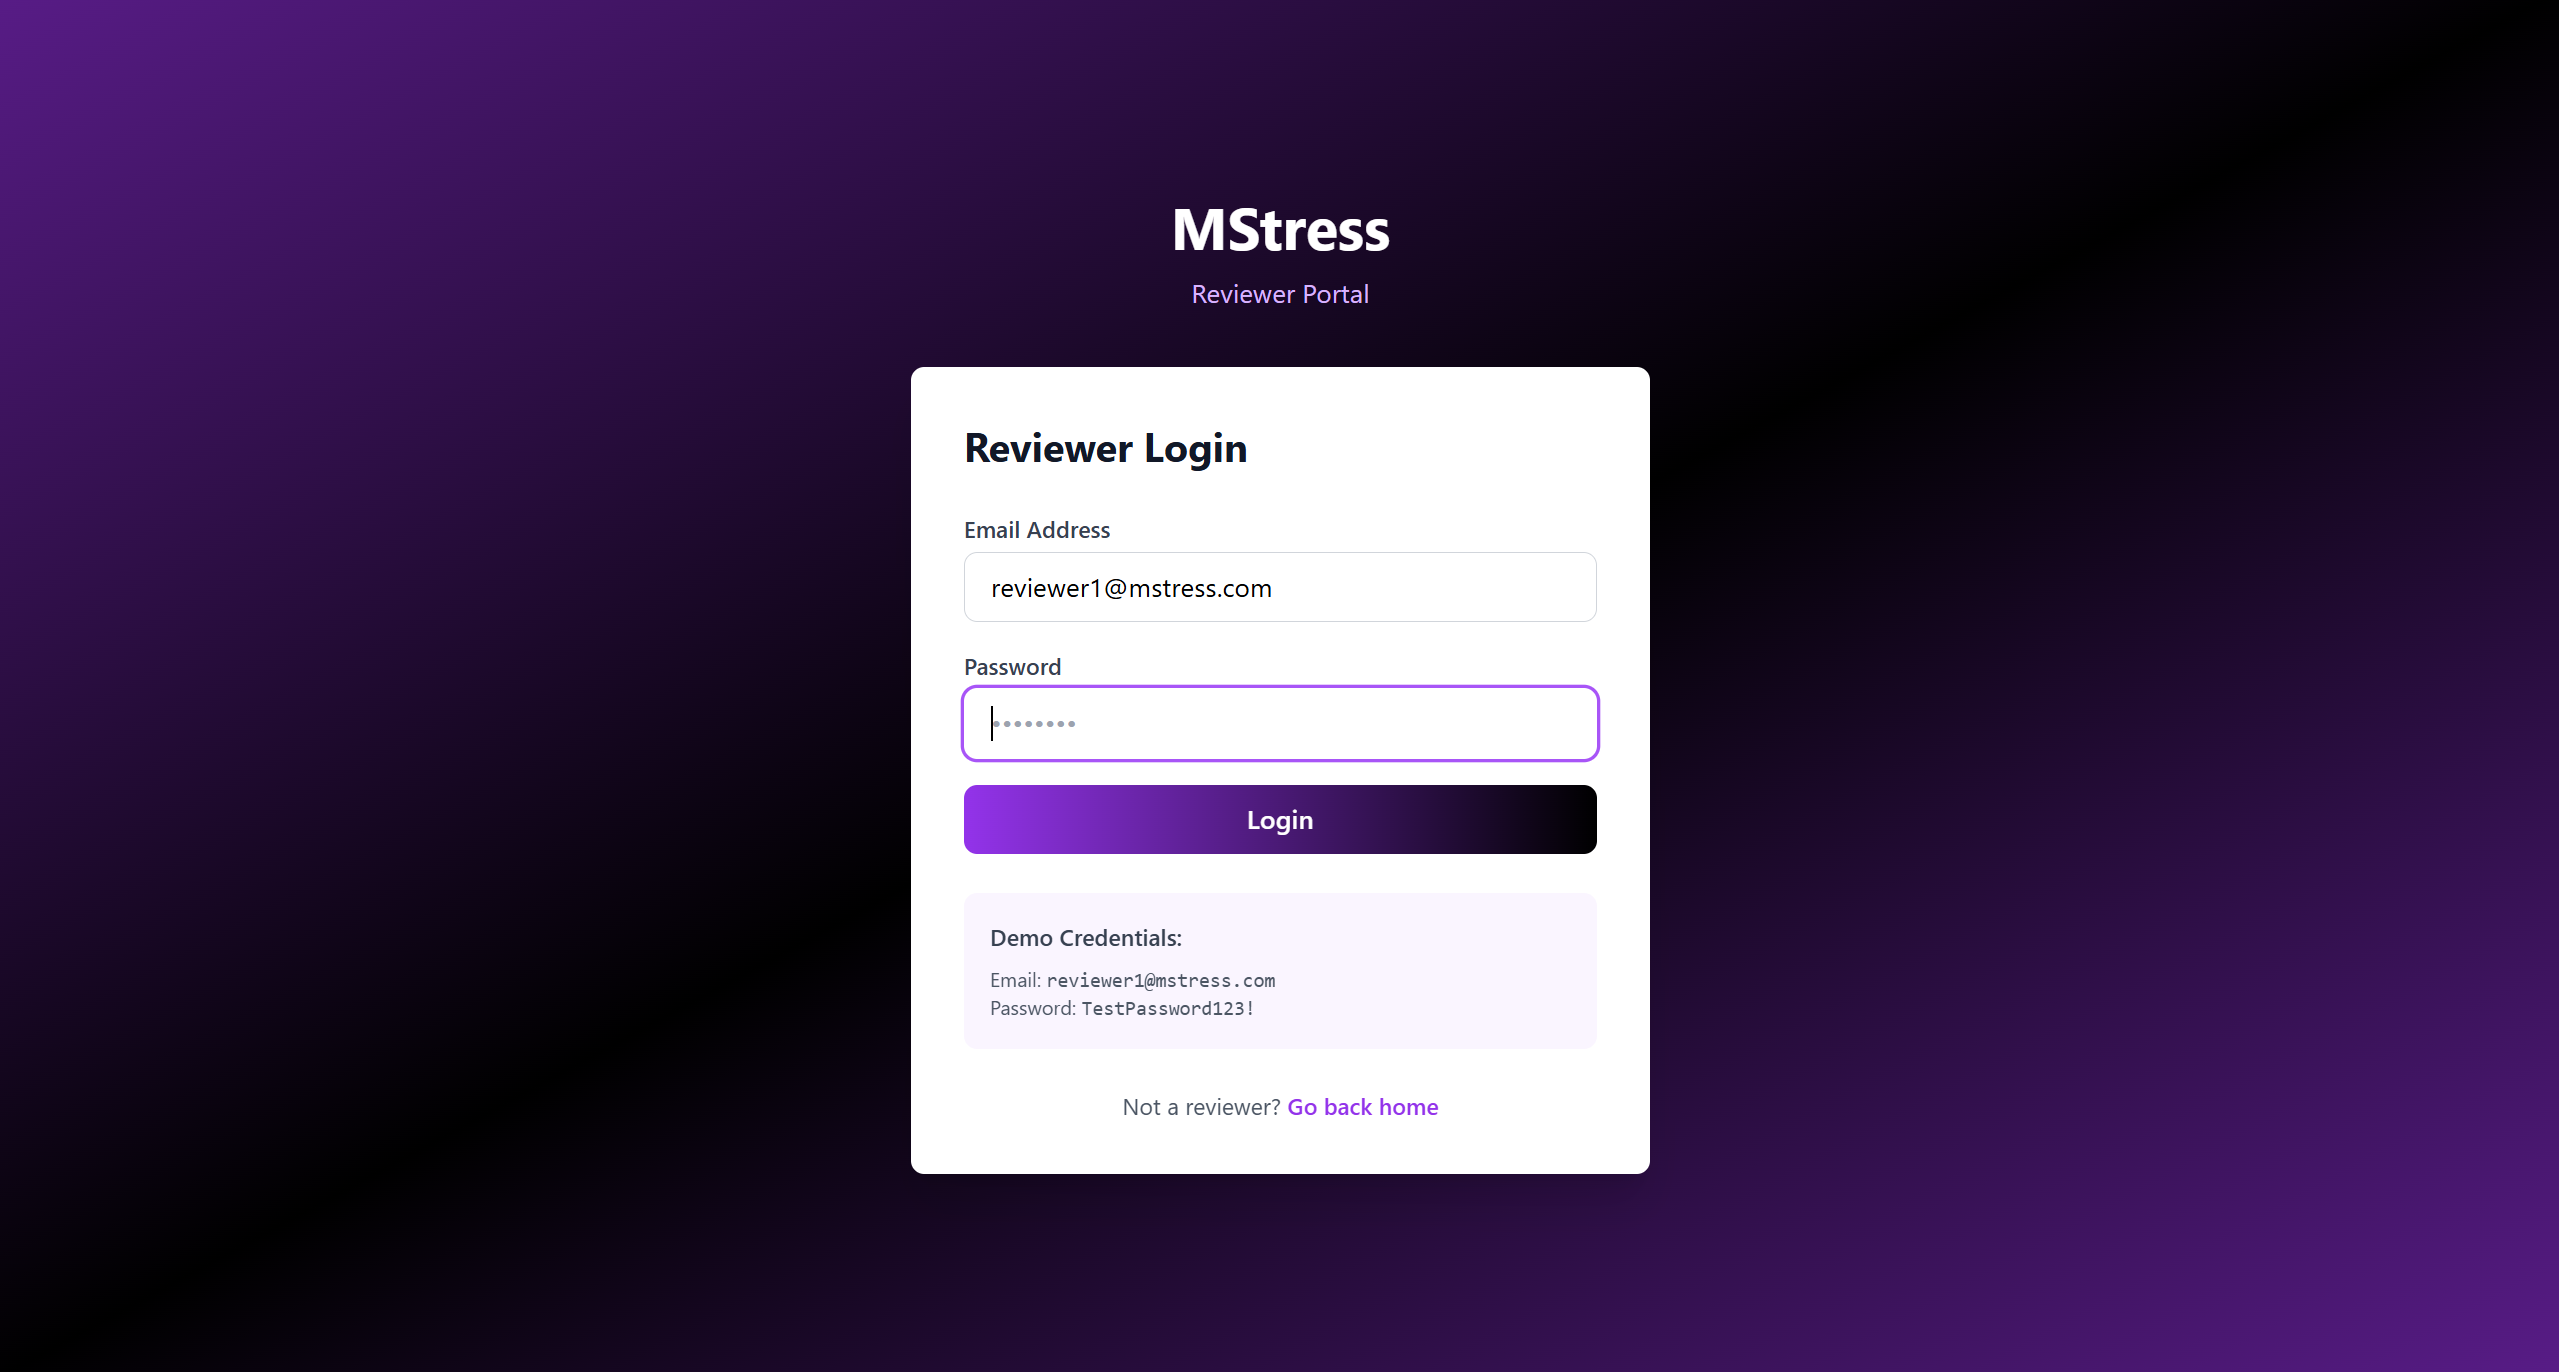 MStress
Reviewer Portal
Reviewer Login
Email Address
reviewer1@mstress.com
Password
••••••••
Login
Demo Credentials:
Email: reviewer1@mstress.com
Password: TestPassword123!
Not a reviewer? Go back home